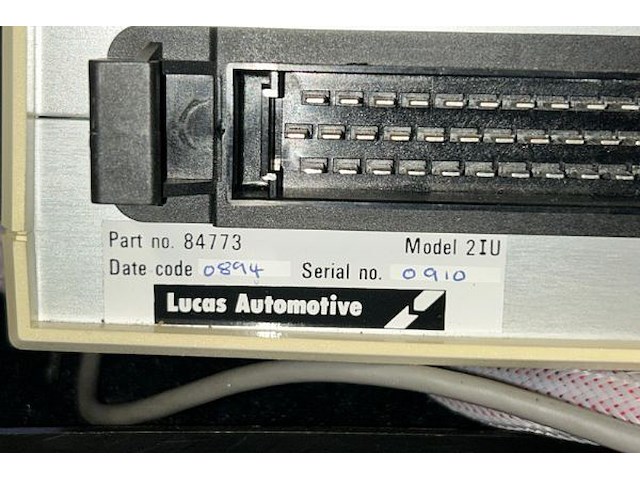 Part no. 84773 Model 2IU
Date code 0894 Serial no. 0910
Lucas Automotive